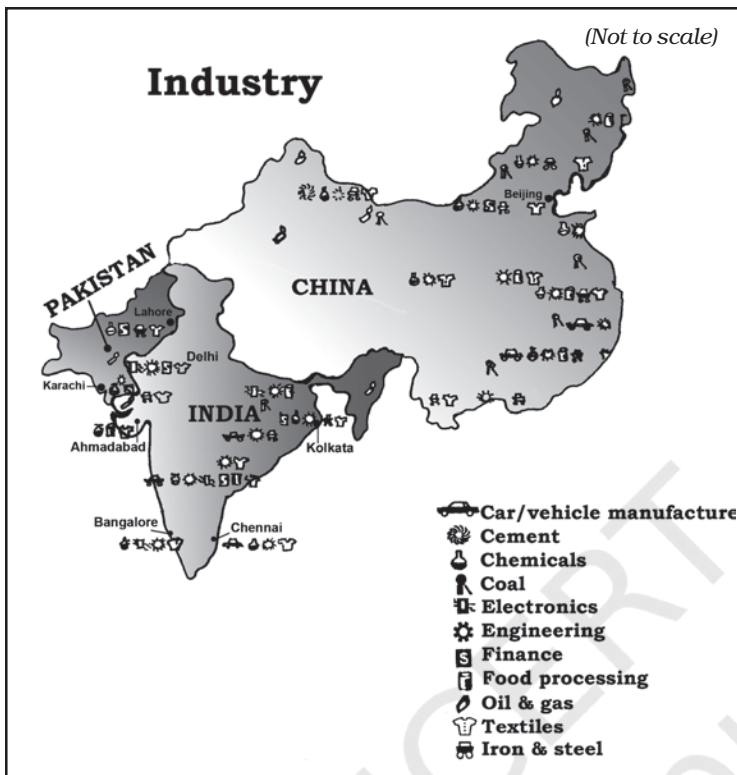 (Not to scale)
Industry
Beijing
PAKISTAN
CHINA
Lahore
Delhi
Karachi
INDIA
Ahmadabad
Kolkata
Bangalore
Chennai
Car/vehicle manufacture
Cement
Chemicals
Coal
Electronics
Engineering
Finance
Food processing
Oil & gas
Textiles
Iron & steel